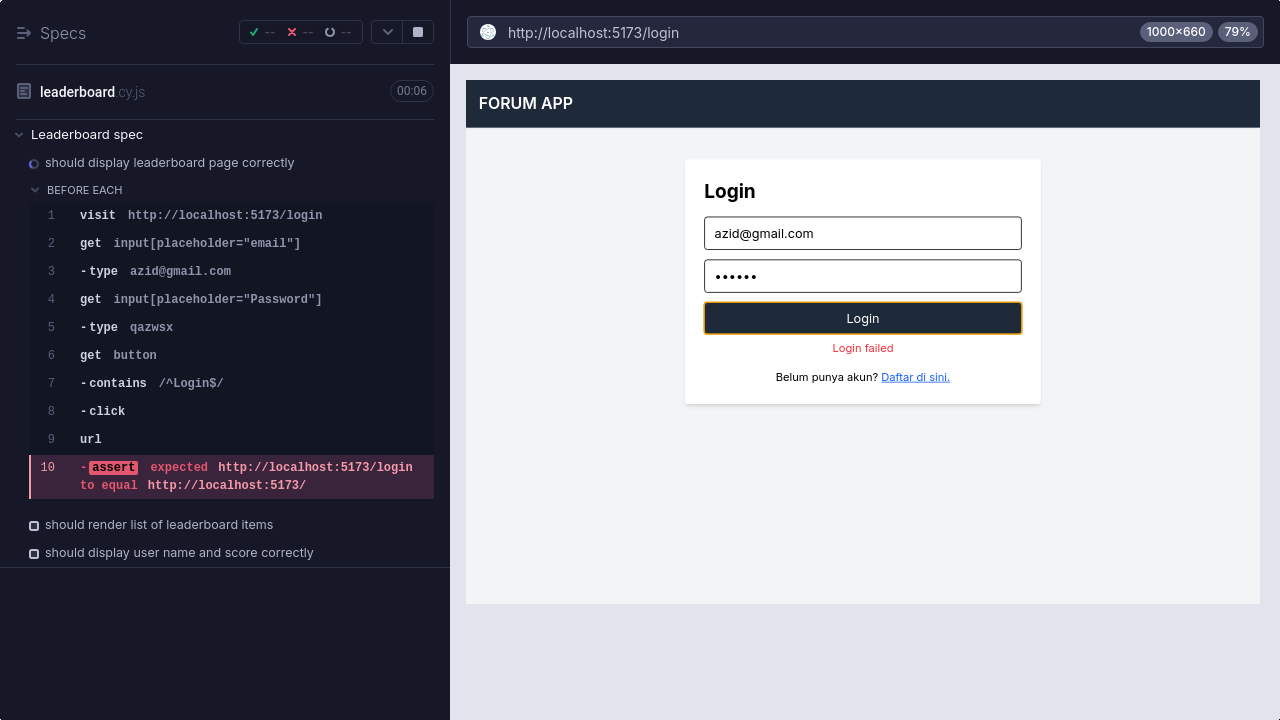 Specs
-- -- --
leaderboard.cy.js 00:06
Leaderboard spec
should display leaderboard page correctly
BEFORE EACH
1 visit http://localhost:5173/login
2 get input[placeholder="email"]
3 -type azid@gmail.com
4 get input[placeholder="Password"]
5 -type qazwsx
6 get button
7 -contains /^Login$/
8 -click
9 url
10 -assert expected http://localhost:5173/login
to equal http://localhost:5173/
should render list of leaderboard items
should display user name and score correctly
http://localhost:5173/login 1000×660 79%
FORUM APP
Login
azid@gmail.com
••••••
Login
Login failed
Belum punya akun? Daftar di sini.